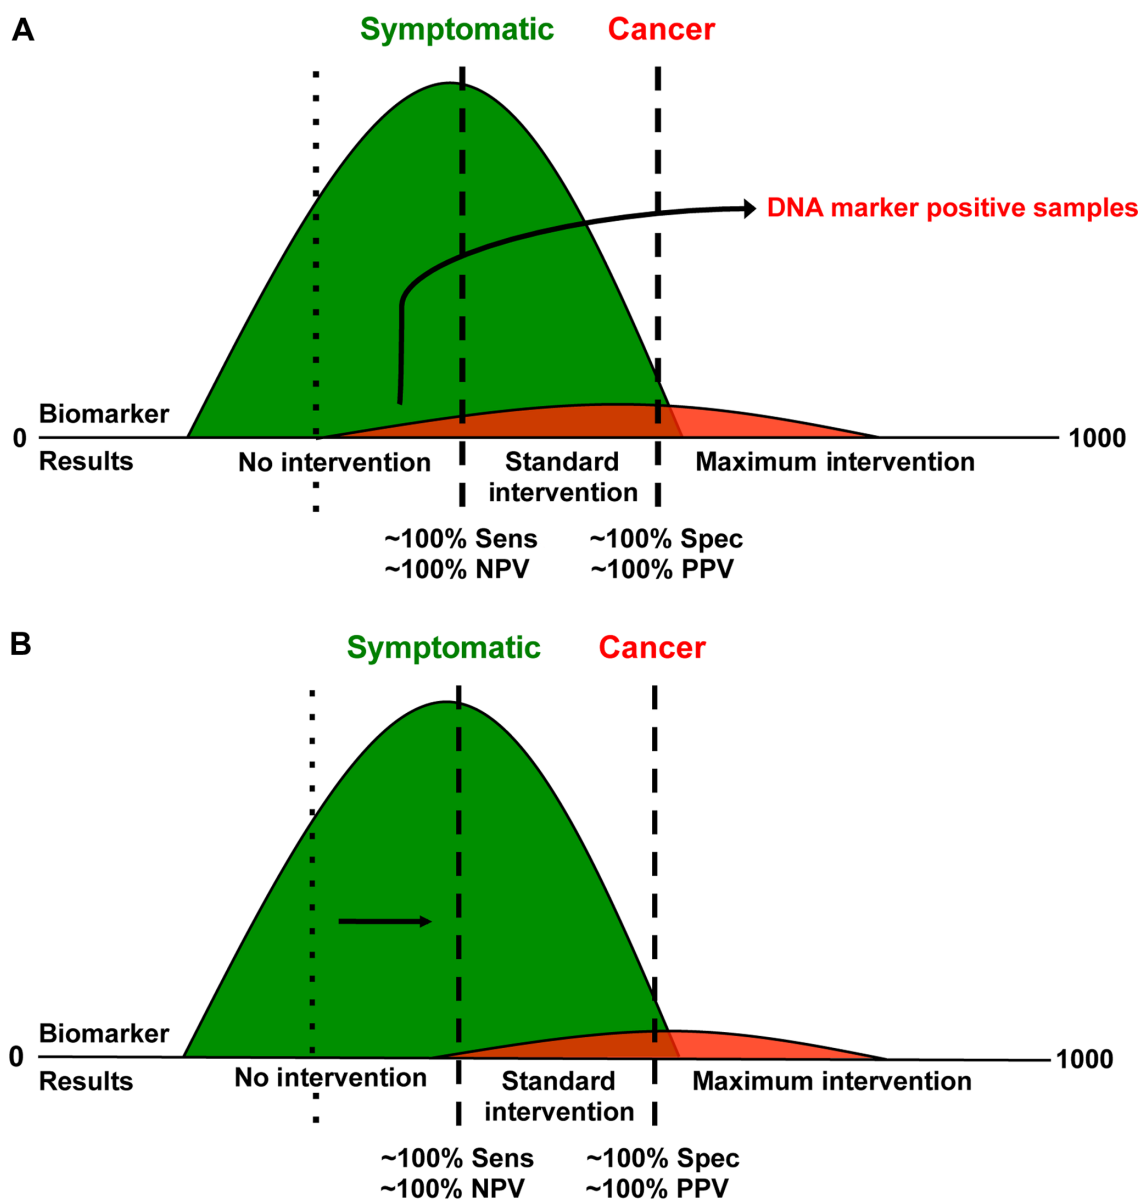 A
Symptomatic
Cancer
DNA marker positive samples
Biomarker
0
1000
Results
No intervention
Standard
intervention
Maximum intervention
~100% Sens
~100% NPV
~100% Spec
~100% PPV
B
Symptomatic
Cancer
Biomarker
0
1000
Results
No intervention
Standard
intervention
Maximum intervention
~100% Sens
~100% NPV
~100% Spec
~100% PPV